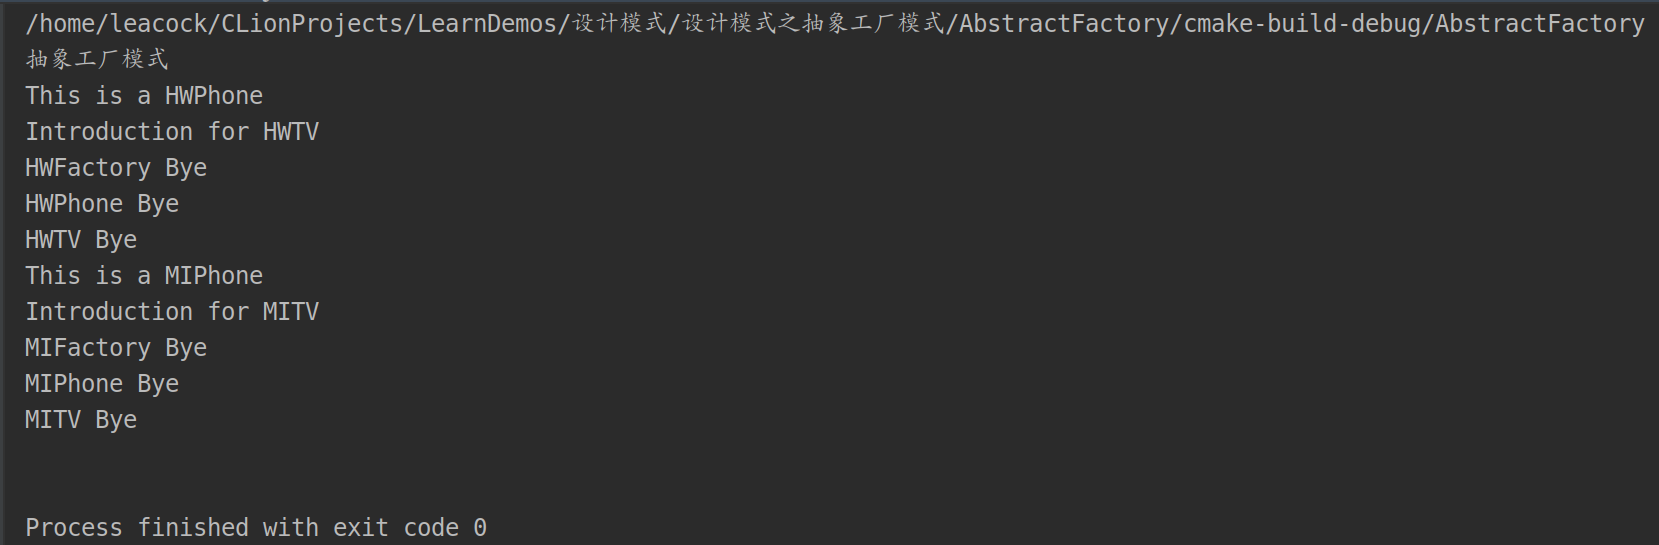 /home/leacock/CLionProjects/LearnDemos/设计模式/设计模式之抽象工厂模式/AbstractFactory/cmake-build-debug/AbstractFactory
抽象工厂模式
This is a HWPhone
Introduction for HWTV
HWFactory Bye
HWPhone Bye
HWTV Bye
This is a MIPhone
Introduction for MITV
MIFactory Bye
MIPhone Bye
MITV Bye
Process finished with exit code 0